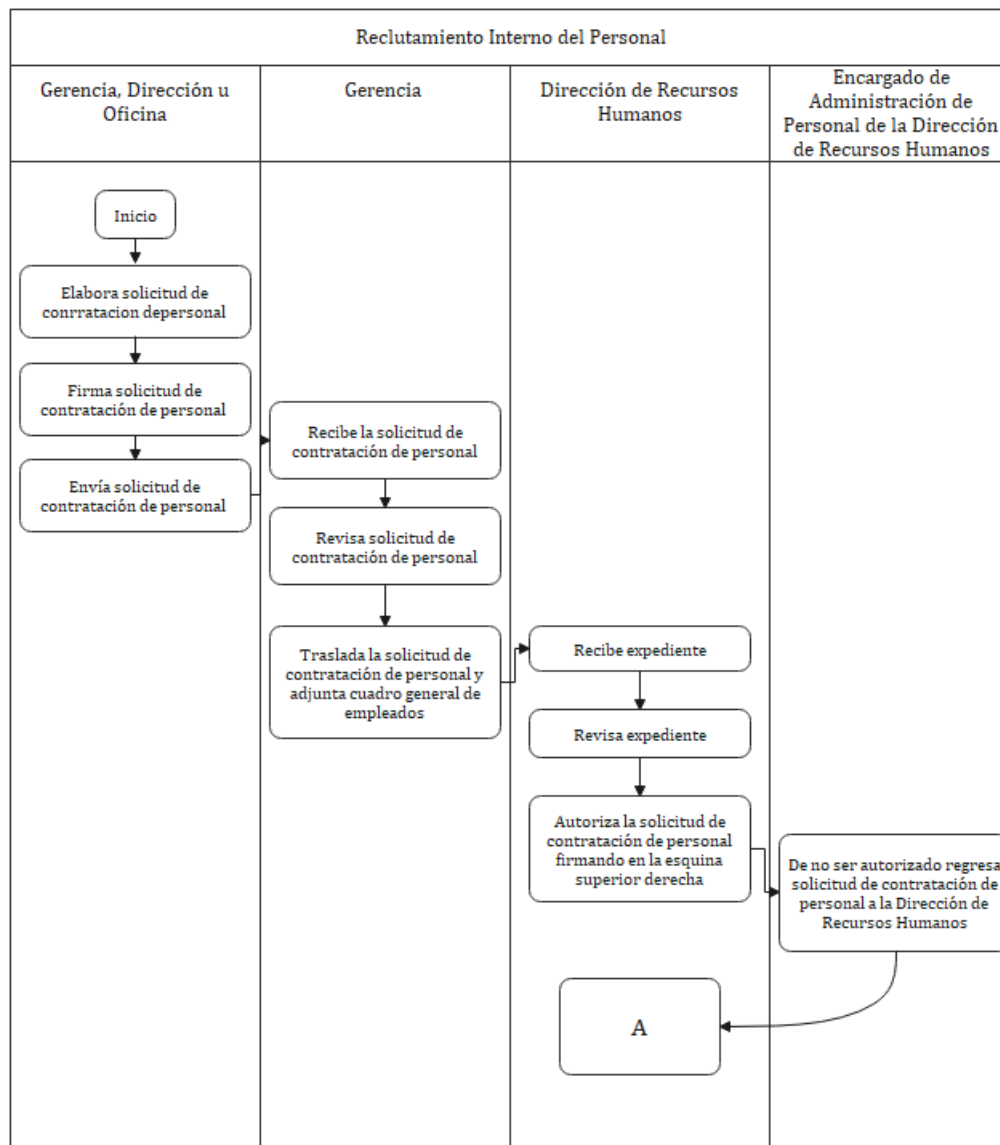 Reclutamiento Interno del Personal
Gerencia, Dirección u
Oficina
Gerencia
Dirección de Recursos
Humanos
Encargado de
Administración de
Personal de la Dirección
de Recursos Humanos
Inicio
Elabora solicitud de
conrratacion depersonal
Firma solicitud de
contratación de personal
Envía solicitud de
contratación de personal
Recibe la solicitud de
contratación de personal
Revisa solicitud de
contratación de personal
Traslada la solicitud de
contratación de personal y
adjunta cuadro general de
empleados
Recibe expediente
Revisa expediente
Autoriza la solicitud de
contratación de personal
firmando en la esquina
superior derecha
De no ser autorizado regresa
solicitud de contratación de
personal a la Dirección de
Recursos Humanos
A